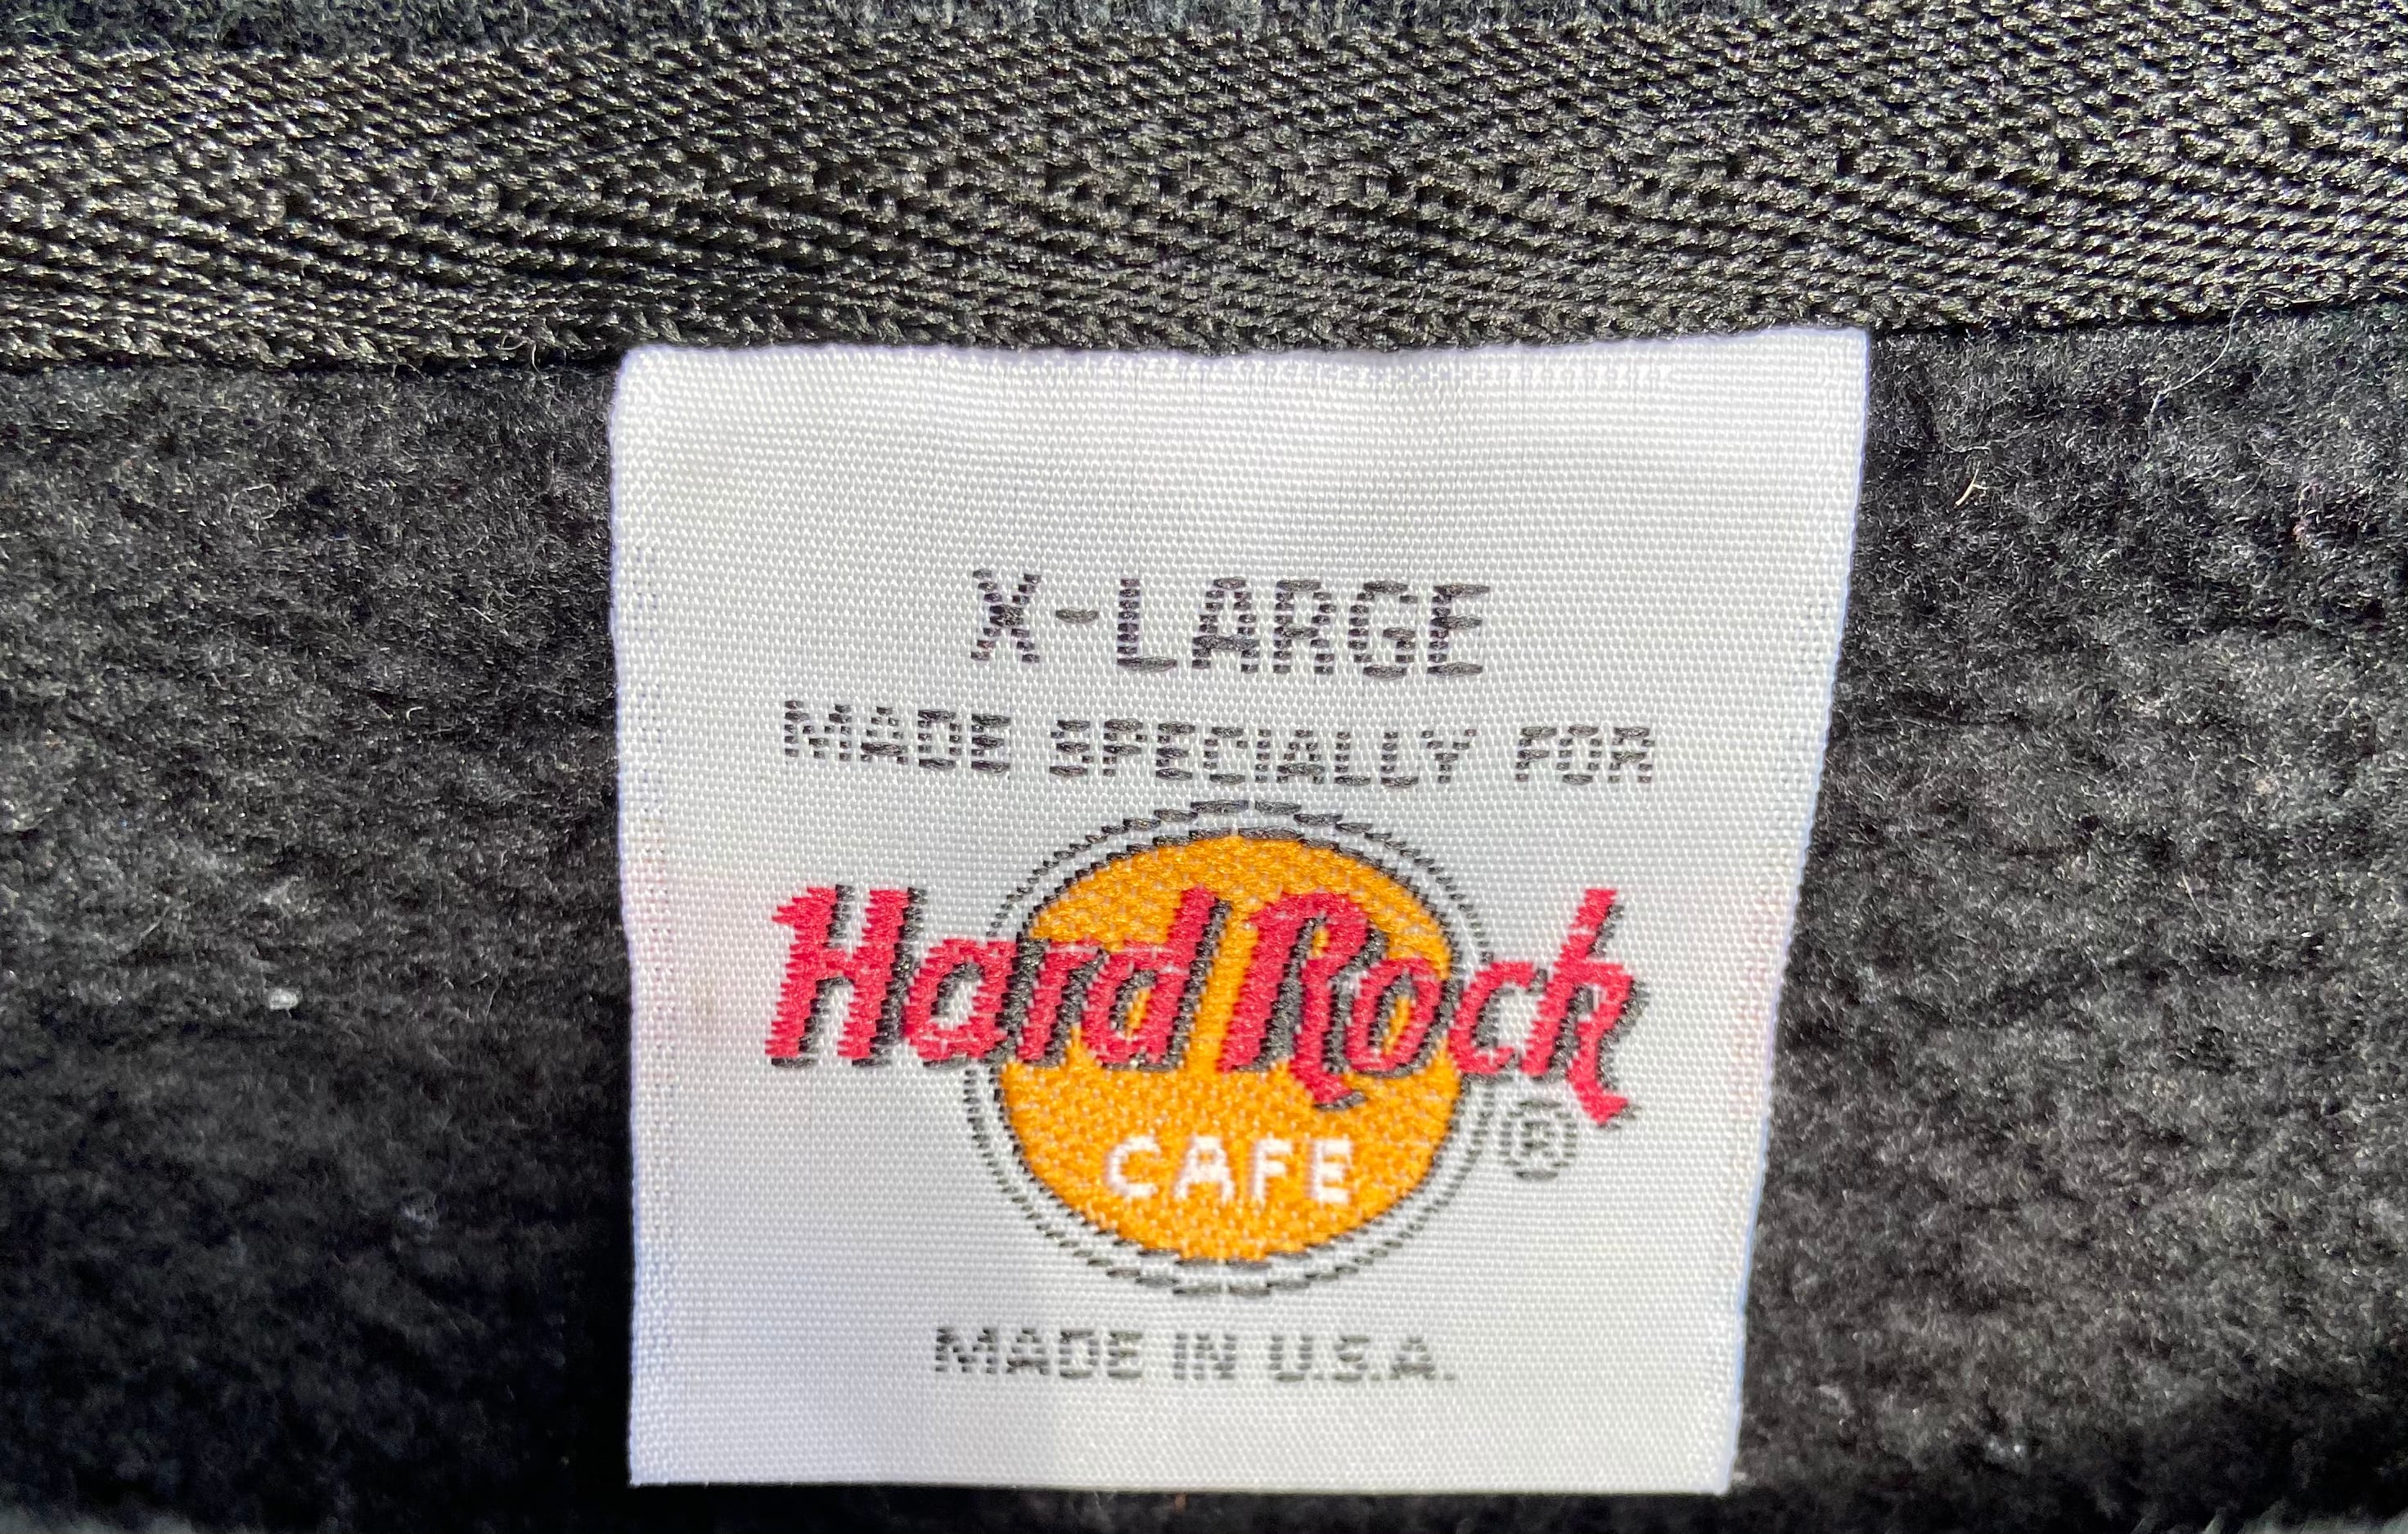 X-LARGE
MADE SPECIALLY FOR
Hard Rock
CAFE ®
MADE IN U.S.A.